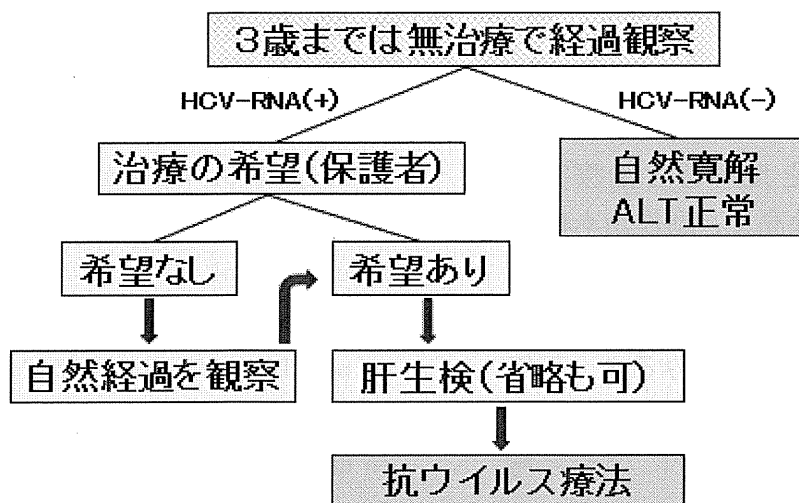 3歳までは無治療で経過観察
HCV-RNA(+)
HCV-RNA(-)
治療の希望(保護者)
自然寛解
ALT正常
希望なし
希望あり
自然経過を観察
肝生検(省略も可)
抗ウイルス療法